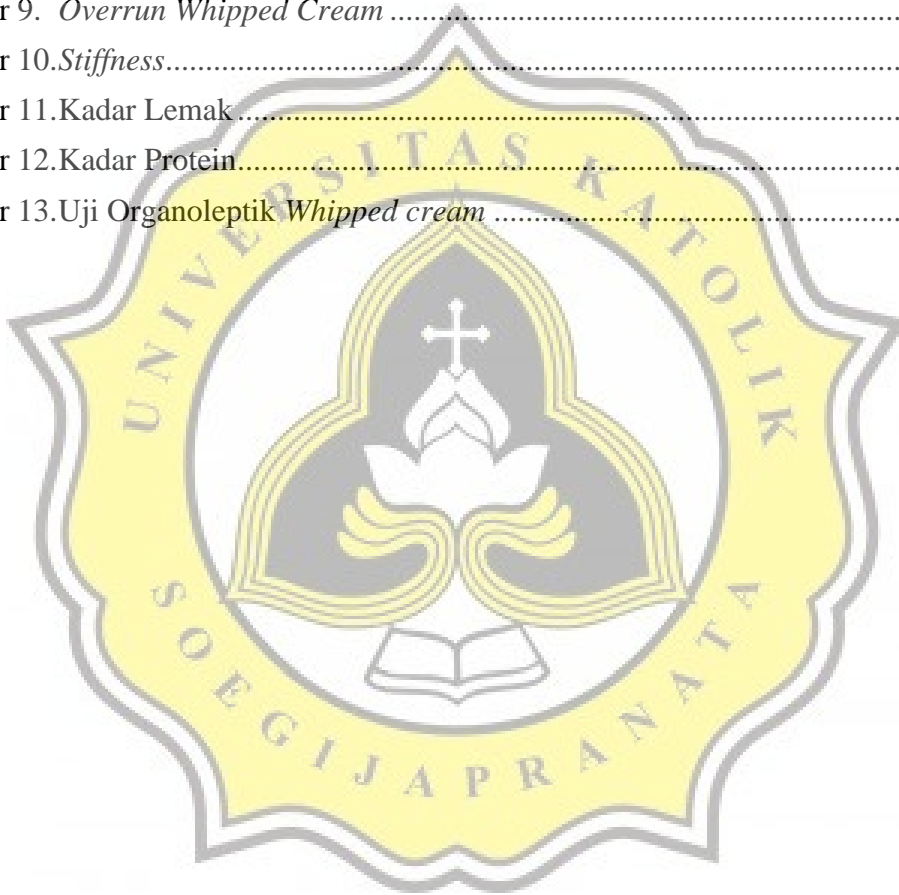 r 9. Overrun Whipped Cream ................................................
r 10.Stiffness................................................
r 11.Kadar Lemak ................................................
r 12.Kadar Protein................................................
r 13.Uji Organoleptik Whipped cream ................................................
UNIVERSITAS KATOLIK
SOEGIJAPRANATA